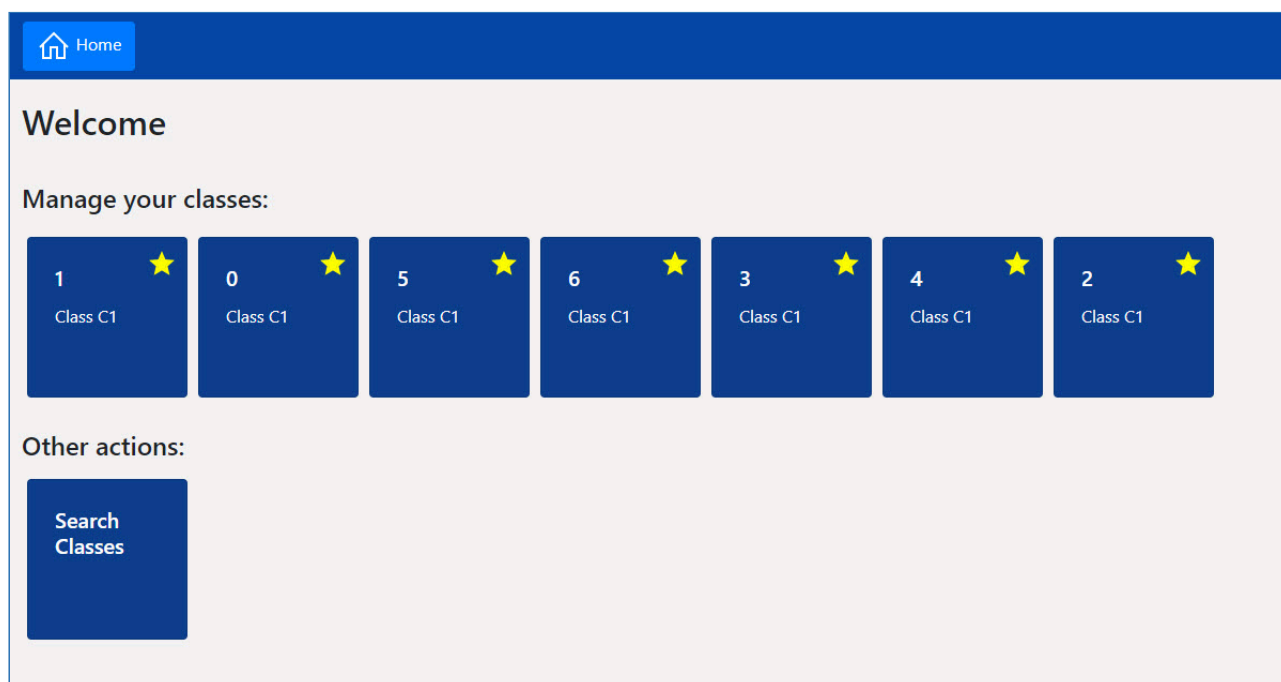 Home
Welcome
Manage your classes:
1
Class C1
0
Class C1
5
Class C1
6
Class C1
3
Class C1
4
Class C1
2
Class C1
Other actions:
Search
Classes